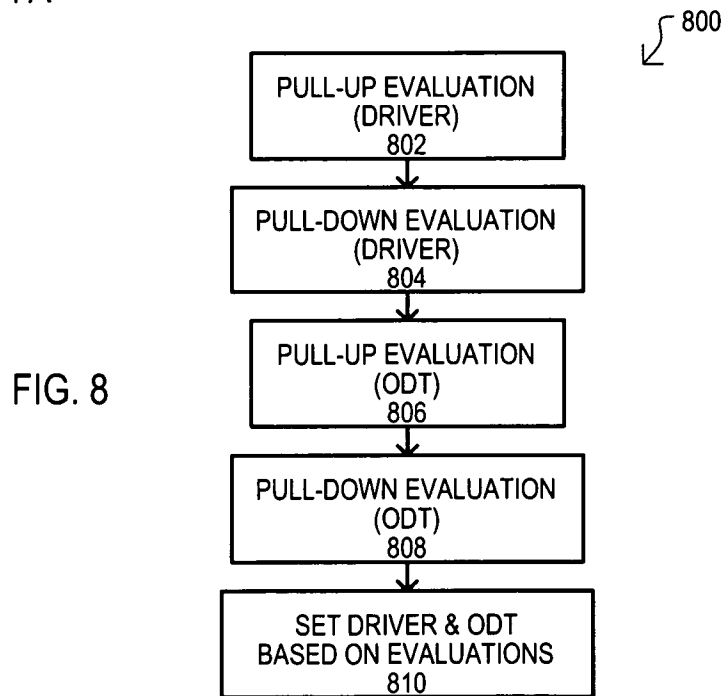 800
PULL-UP EVALUATION
(DRIVER)
802
PULL-DOWN EVALUATION
(DRIVER)
804
PULL-UP EVALUATION
(ODT)
806
FIG. 8
PULL-DOWN EVALUATION
(ODT)
808
SET DRIVER & ODT
BASED ON EVALUATIONS
810